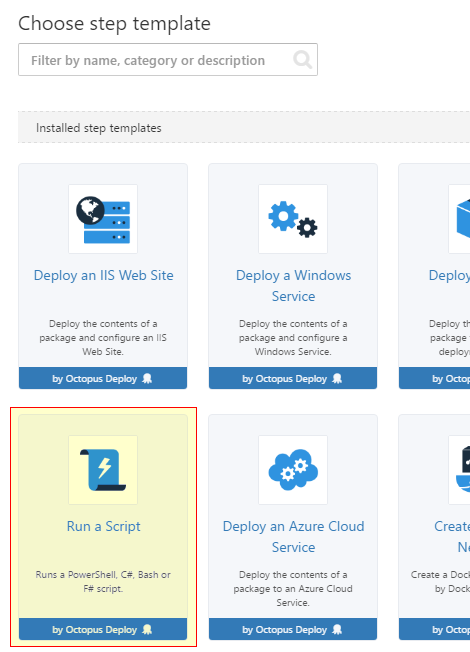 Choose step template
Filter by name, category or description
Installed step templates
Deploy an IIS Web Site
Deploy the contents of a
package and configure an IIS
Web Site.
by Octopus Deploy
Deploy a Windows
Service
Deploy the contents of a
package and configure a
Windows Service.
by Octopus Deploy
Deploy
Deploy th
package
deploym
by Octop
Run a Script
Runs a PowerShell, C#, Bash or
F# script.
by Octopus Deploy
Deploy an Azure Cloud
Service
Deploy the contents of a
package to an Azure Cloud
Service.
by Octopus Deploy
Create
Ne
Create a Dock
by Dock
by Octop